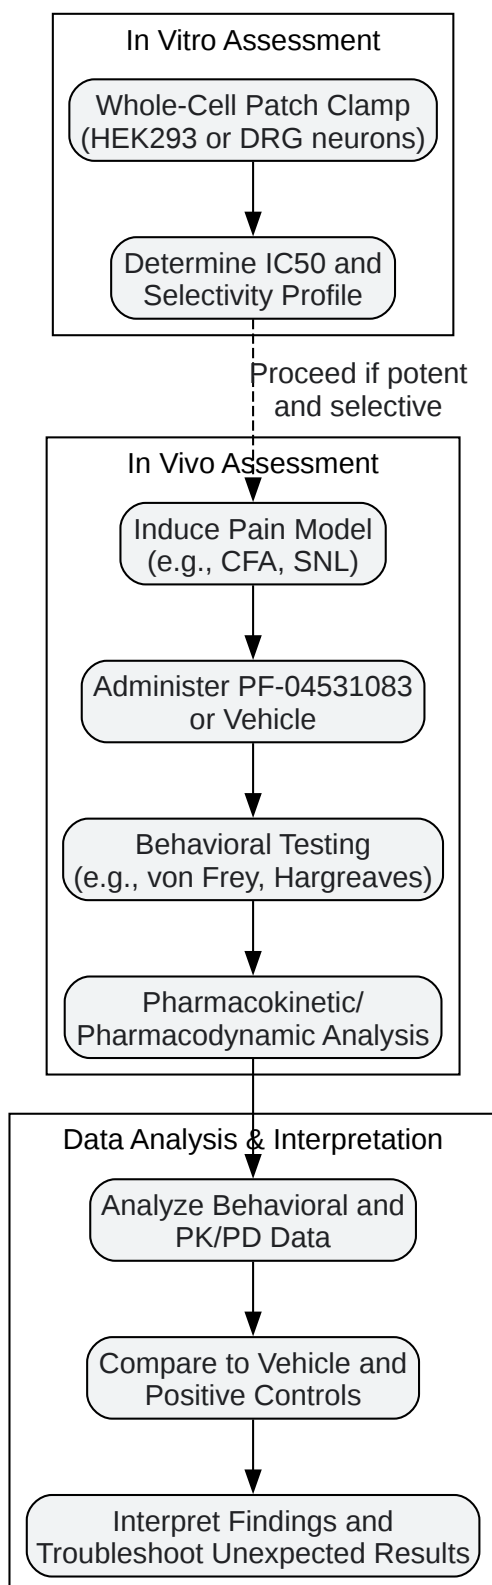 In Vitro Assessment
Whole-Cell Patch Clamp
(HEK293 or DRG neurons)
Determine IC50 and
Selectivity Profile
Proceed if potent
and selective
In Vivo Assessment
Induce Pain Model
(e.g., CFA, SNL)
Administer PF-04531083
or Vehicle
Behavioral Testing
(e.g., von Frey, Hargreaves)
Pharmacokinetic/
Pharmacodynamic Analysis
Data Analysis & Interpretation
Analyze Behavioral and
PK/PD Data
Compare to Vehicle and
Positive Controls
Interpret Findings and
Troubleshoot Unexpected Results